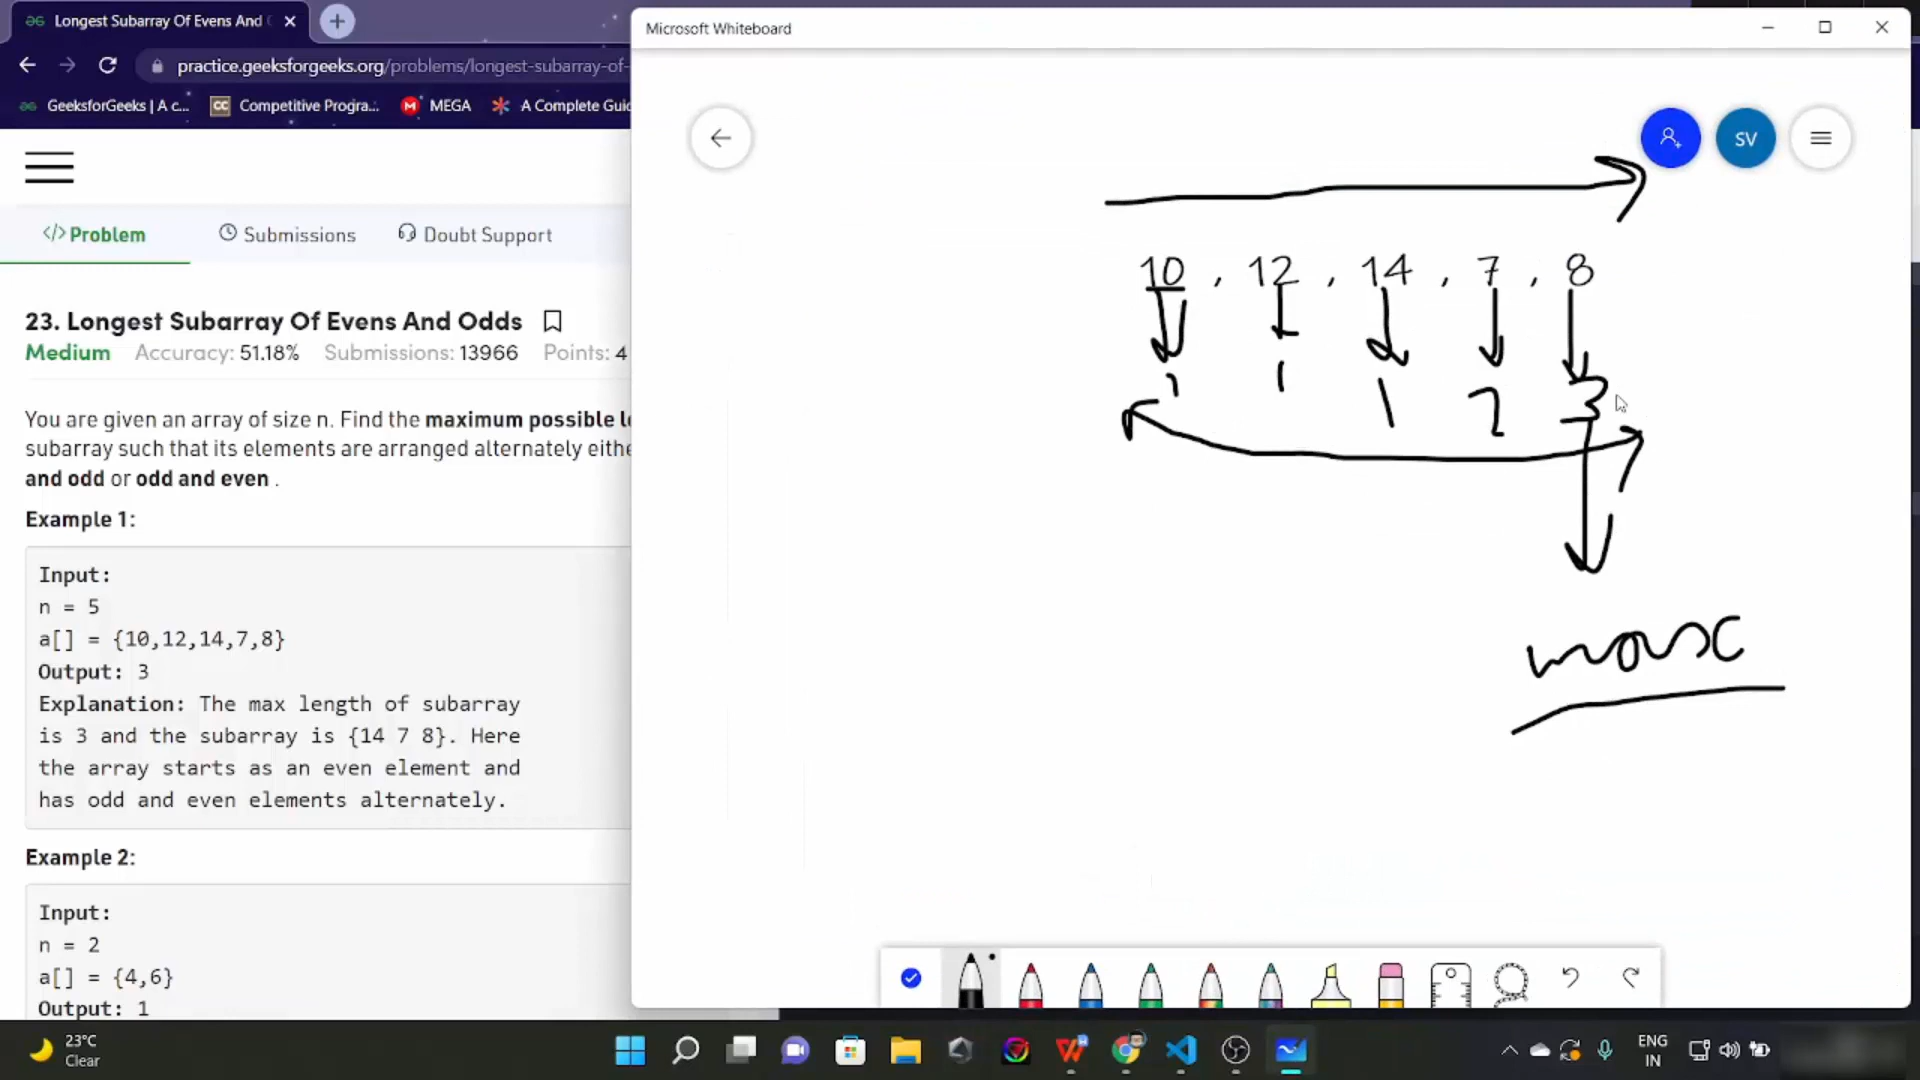 Longest Subarray Of Evens And
Microsoft Whiteboard
practice.geeksforgeeks.org/problems/longest-subarray-of-
GeeksforGeeks | A c...
CC
Competitive Progra...
M
MEGA
A Complete Guid
SV
</> Problem
Submissions
Doubt Support
23. Longest Subarray Of Evens And Odds
Medium Accuracy: 51.18% Submissions: 13966 Points: 4
You are given an array of size n. Find the maximum possible le
subarray such that its elements are arranged alternately eithe
and odd or odd and even .
Example 1:
Input:
n = 5
a[] = {10,12,14,7,8}
Output: 3
Explanation: The max length of subarray
is 3 and the subarray is {14 7 8}. Here
the array starts as an even element and
has odd and even elements alternately.
Example 2:
Input:
n = 2
a[] = {4,6}
Output: 1
10 , 12 , 14 , 7 , 8
1 1 1 2 3
max
23°C
Clear
ENG
IN